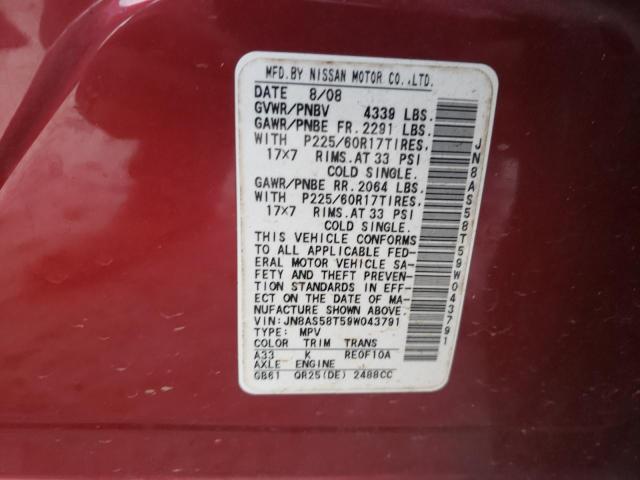 MFD.BY NISSAN MOTOR CO.,LTD.
DATE 8/08
GVWR/PNBV 4339 LBS.
GAWR/PNBE FR. 2291 LBS.
WITH P225/60R17TIRES,
17×7 RIMS.AT 33 PSI
COLD SINGLE.
GAWR/PNBE RR. 2064 LBS.
WITH P225/60R17TIRES,
17×7 RIMS.AT 33 PSI
COLD SINGLE.
THIS VEHICLE CONFORMS
TO ALL APPLICABLE FED-
ERAL MOTOR VEHICLE SA-
FETY AND THEFT PREVEN-
TION STANDARDS IN EFF-
ECT ON THE DATE OF MA-
NUFACTURE SHOWN ABOVE.
VIN:JN8AS58T59W043791
TYPE: MPV
COLOR TRIM TRANS
A33 K RE0F10A
AXLE ENGINE
GB61 QR25(DE) 2488CC
JN8AS58T59W043791